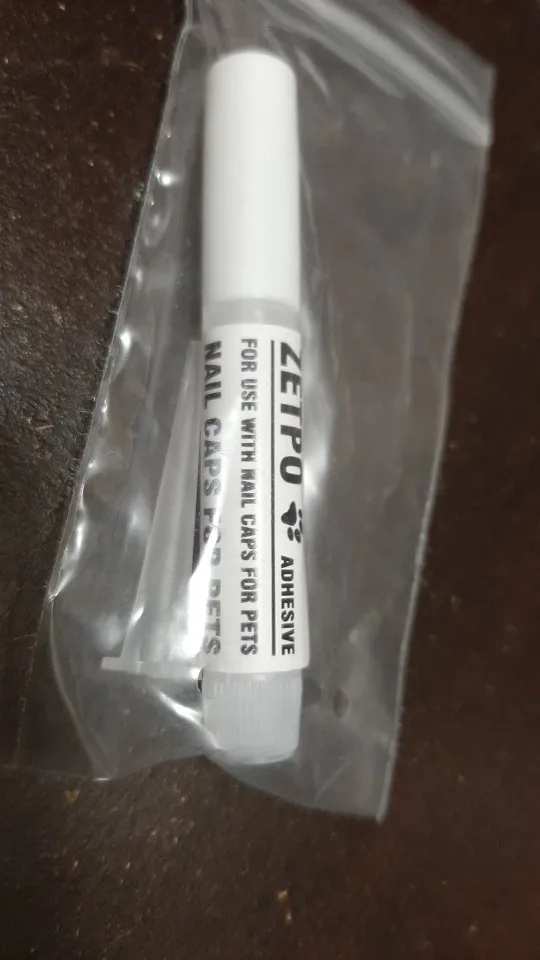 ZETPO ADHESIVE
FOR USE WITH NAIL CAPS FOR PETS
NAIL CAPS FOR PETS